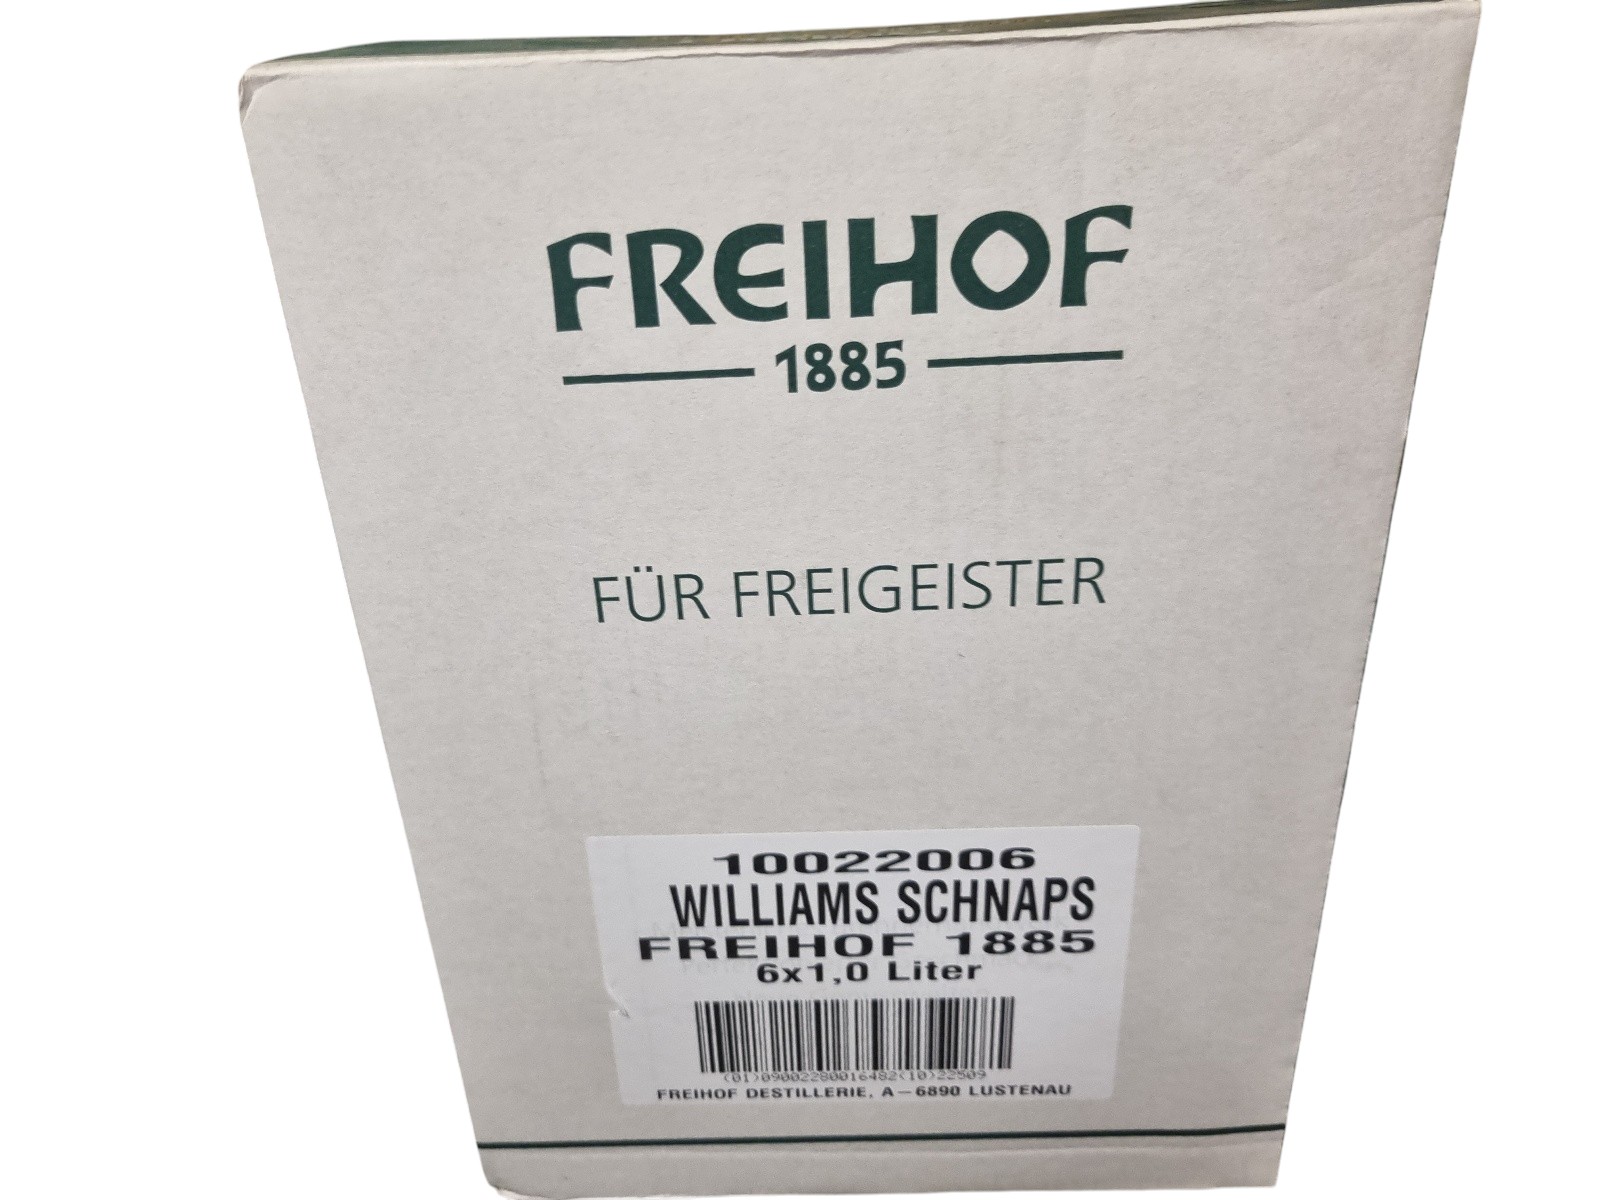 FREIHOF
1885
FÜR FREIGEISTER
10022006
WILLIAMS SCHNAPS
FREIHOF 1885
6x1,0 Liter
(01)09002280016482(10)22509
FREIHOF DESTILLERIE, A-6890 LUSTENAU